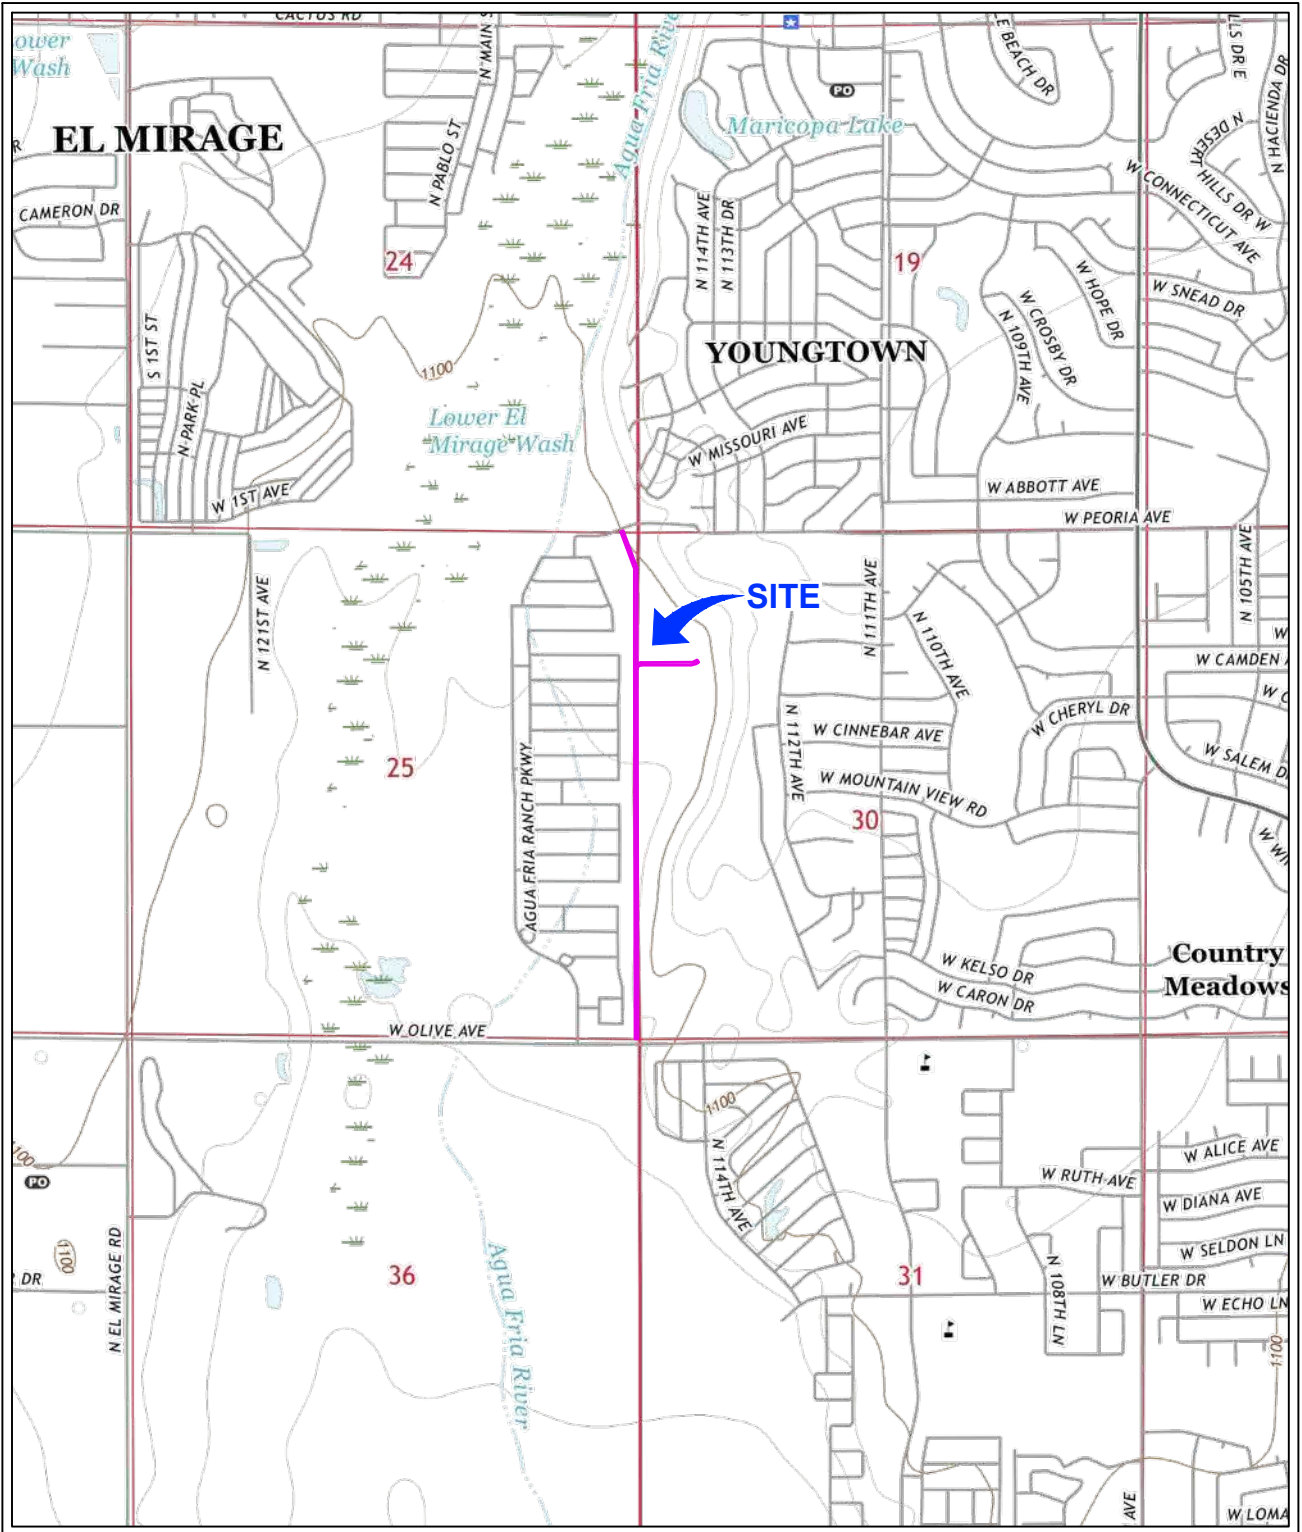 CACTUS RD
ower
Wash
N MAIN S
Agua Fria Rive
E BEACH DR
LLS DR E
N HACIENDA DR
EL MIRAGE
PO
Maricopa Lake
N DESERT
HILLS DR W
R
N PABLO ST
CAMERON DR
W CONNECTICUT AVE
N 114TH AVE
N 113TH DR
24
19
W HOPE DR
W SNEAD DR
W CROSBY DR
N 109TH AVE
S 1ST ST
YOUNGTOWN
1100
N PARK PL
Lower El
Mirage Wash
W MISSOURI AVE
W 1ST AVE
W ABBOTT AVE
W PEORIA AVE
N 121ST AVE
SITE
N 111TH AVE
N 110TH AVE
N 105TH AVE
W
W CAMDEN A
W C
W CHERYL DR
N 112TH AVE
W CINNEBAR AVE
W SALEM D
25
AGUA FRIA RANCH PKWY
W MOUNTAIN VIEW RD
30
W WI
Country
Meadows
W KELSO DR
W CARON DR
W OLIVE AVE
1100
100
PO
N 114TH AVE
W ALICE AVE
W RUTH AVE
W DIANA AVE
N EL MIRAGE RD
1100
Agua Fria River
W SELDON LN
R DR
36
31
N 108TH LN
W BUTLER DR
W ECHO LN
1100
AVE
W LOMA